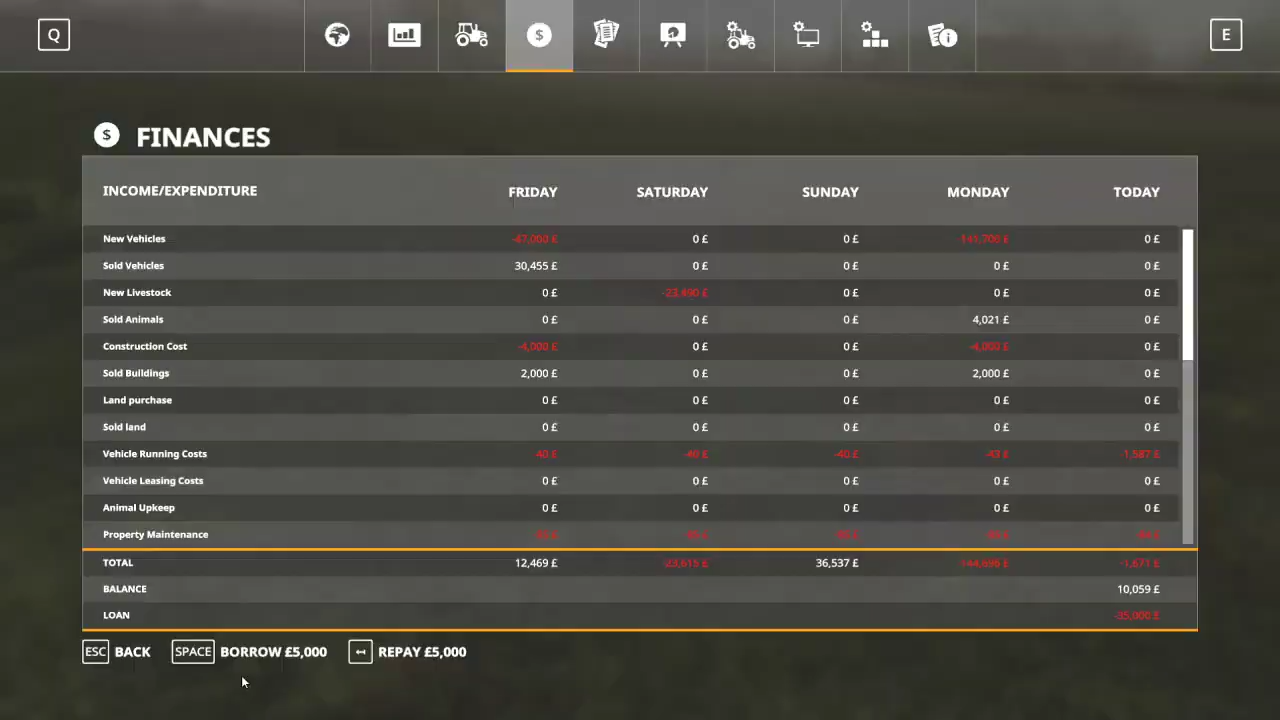 Q
$
E
$ FINANCES
INCOME/EXPENDITURE FRIDAY SATURDAY SUNDAY MONDAY TODAY
New Vehicles -47,000 £ 0 £ 0 £ £ 0 £
Sold Vehicles 30,455 £ 0 £ 0 £ 0 £ 0 £
New Livestock 0 £ -23,490 £ 0 £ 0 £ 0 £
Sold Animals 0 £ 0 £ 0 £ 4,021 £ 0 £
Construction Cost -4,000 £ 0 £ 0 £ -4,000 £ 0 £
Sold Buildings 2,000 £ 0 £ 0 £ 2,000 £ 0 £
Land purchase 0 £ 0 £ 0 £ 0 £ 0 £
Sold land 0 £ 0 £ 0 £ 0 £ 0 £
Vehicle Running Costs -40 £ -40 £ -40 £ -43 £ -1,587 £
Vehicle Leasing Costs 0 £ 0 £ 0 £ 0 £ 0 £
Animal Upkeep 0 £ 0 £ 0 £ 0 £ 0 £
Property Maintenance
TOTAL 12,469 £ -23,615 £ 36,537 £ £ -1,671 £
BALANCE 10,059 £
LOAN -35,000 £
ESC BACK SPACE BORROW £5,000 ↔ REPAY £5,000